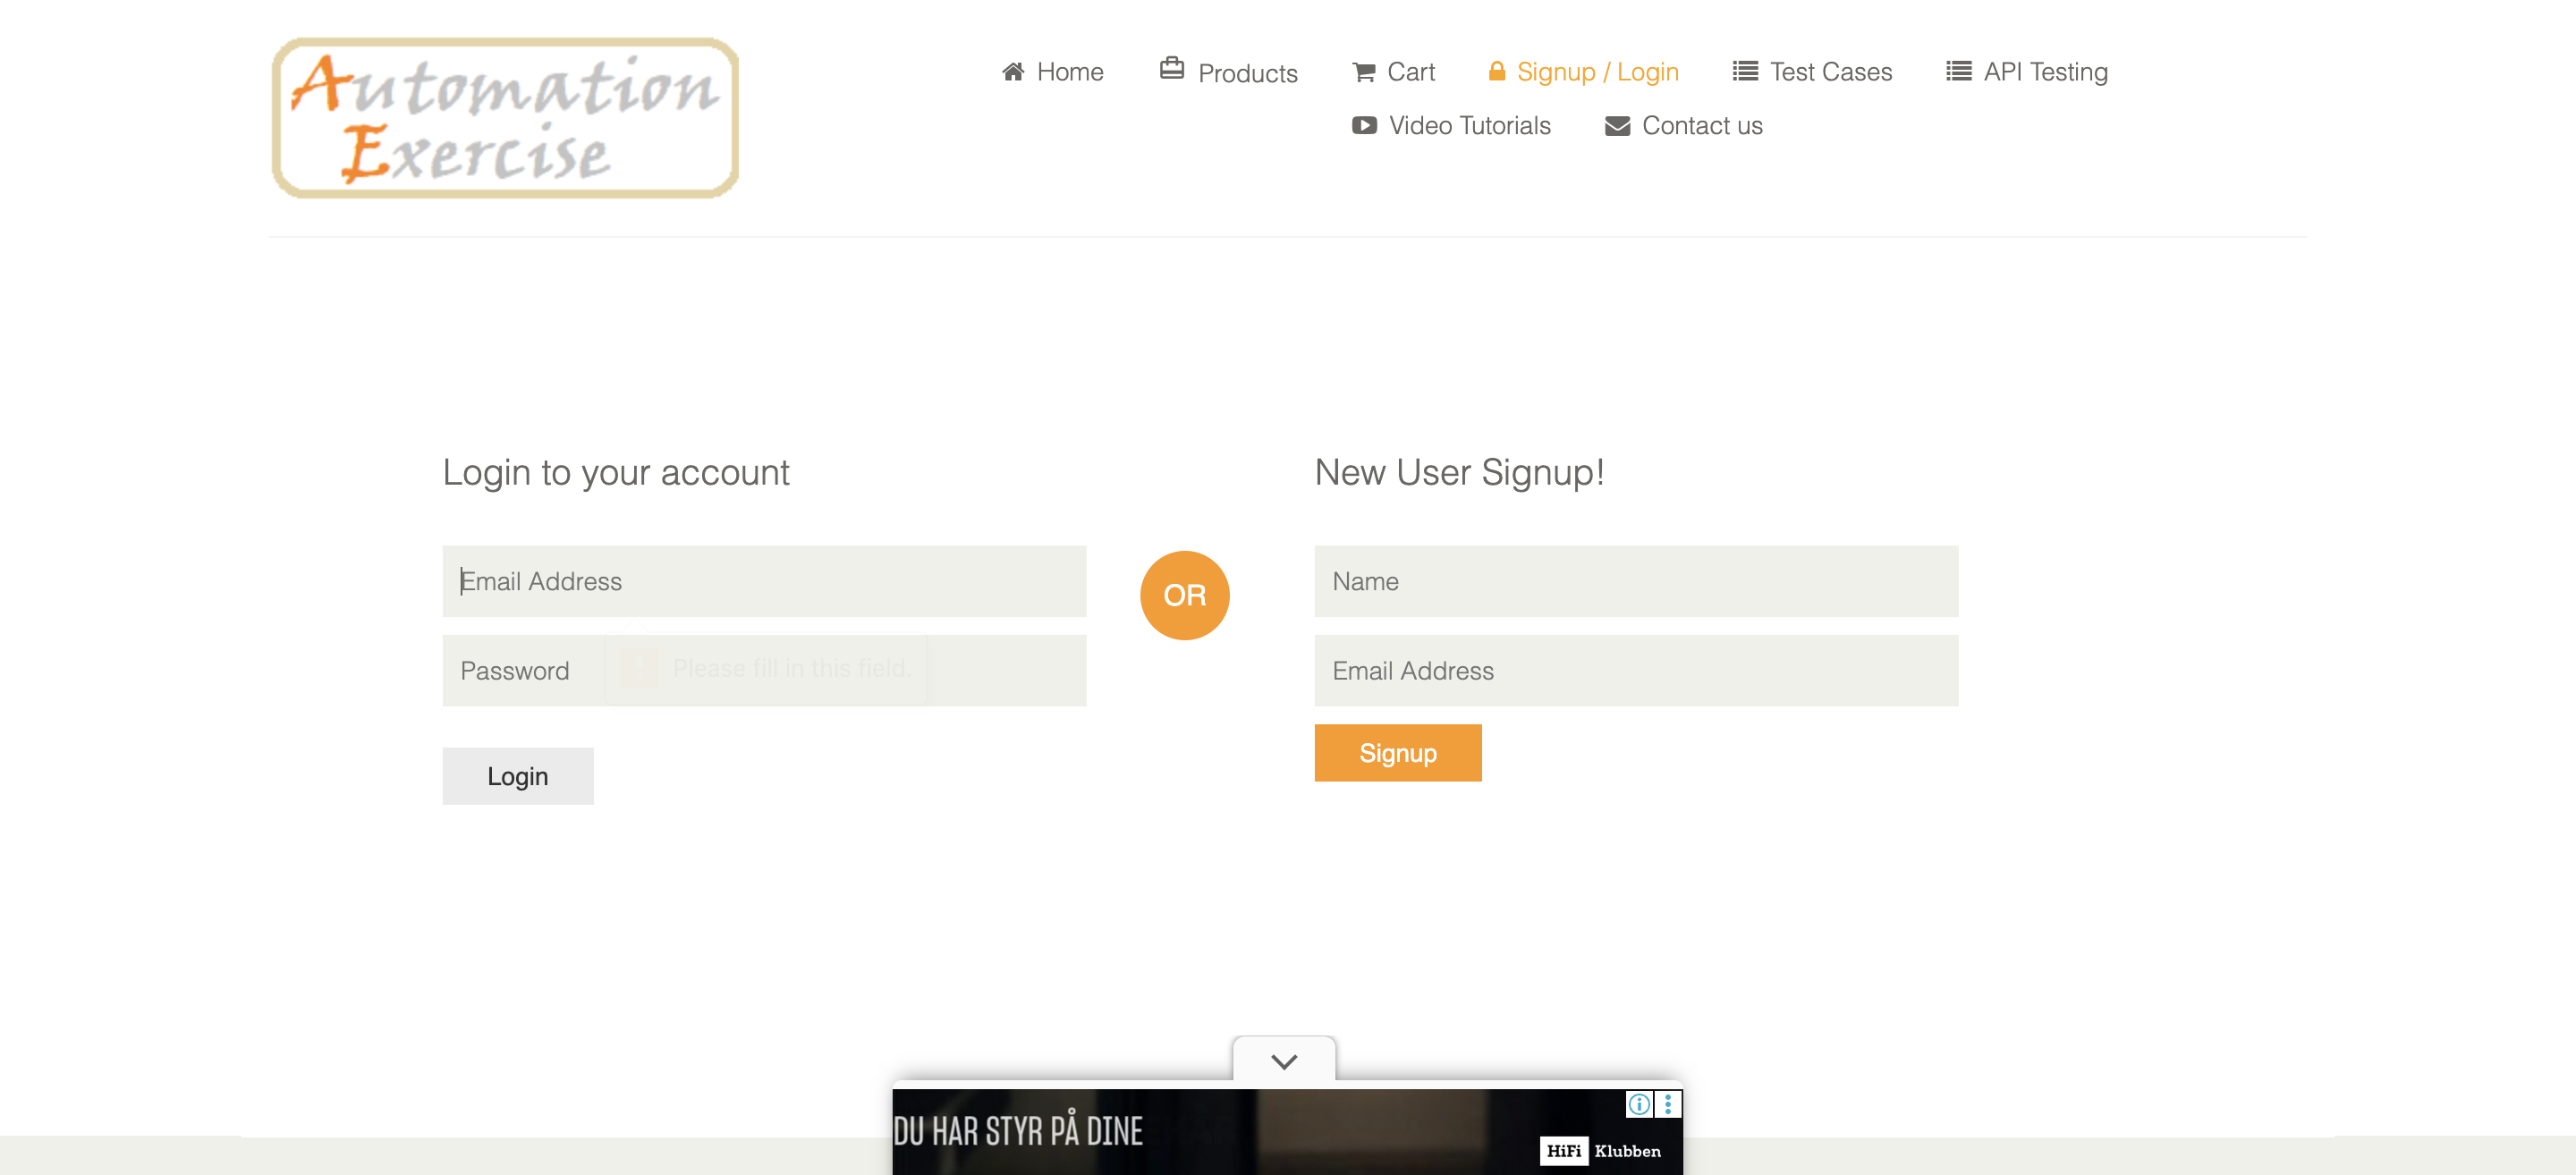 Automation
Exercise
Home
Products
Cart
Signup / Login
Test Cases
API Testing
Video Tutorials
Contact us
Login to your account
Email Address
Password
Please fill in this field.
Login
OR
New User Signup!
Name
Email Address
Signup
DU HAR STYR PÅ DINE
HiFi Klubben